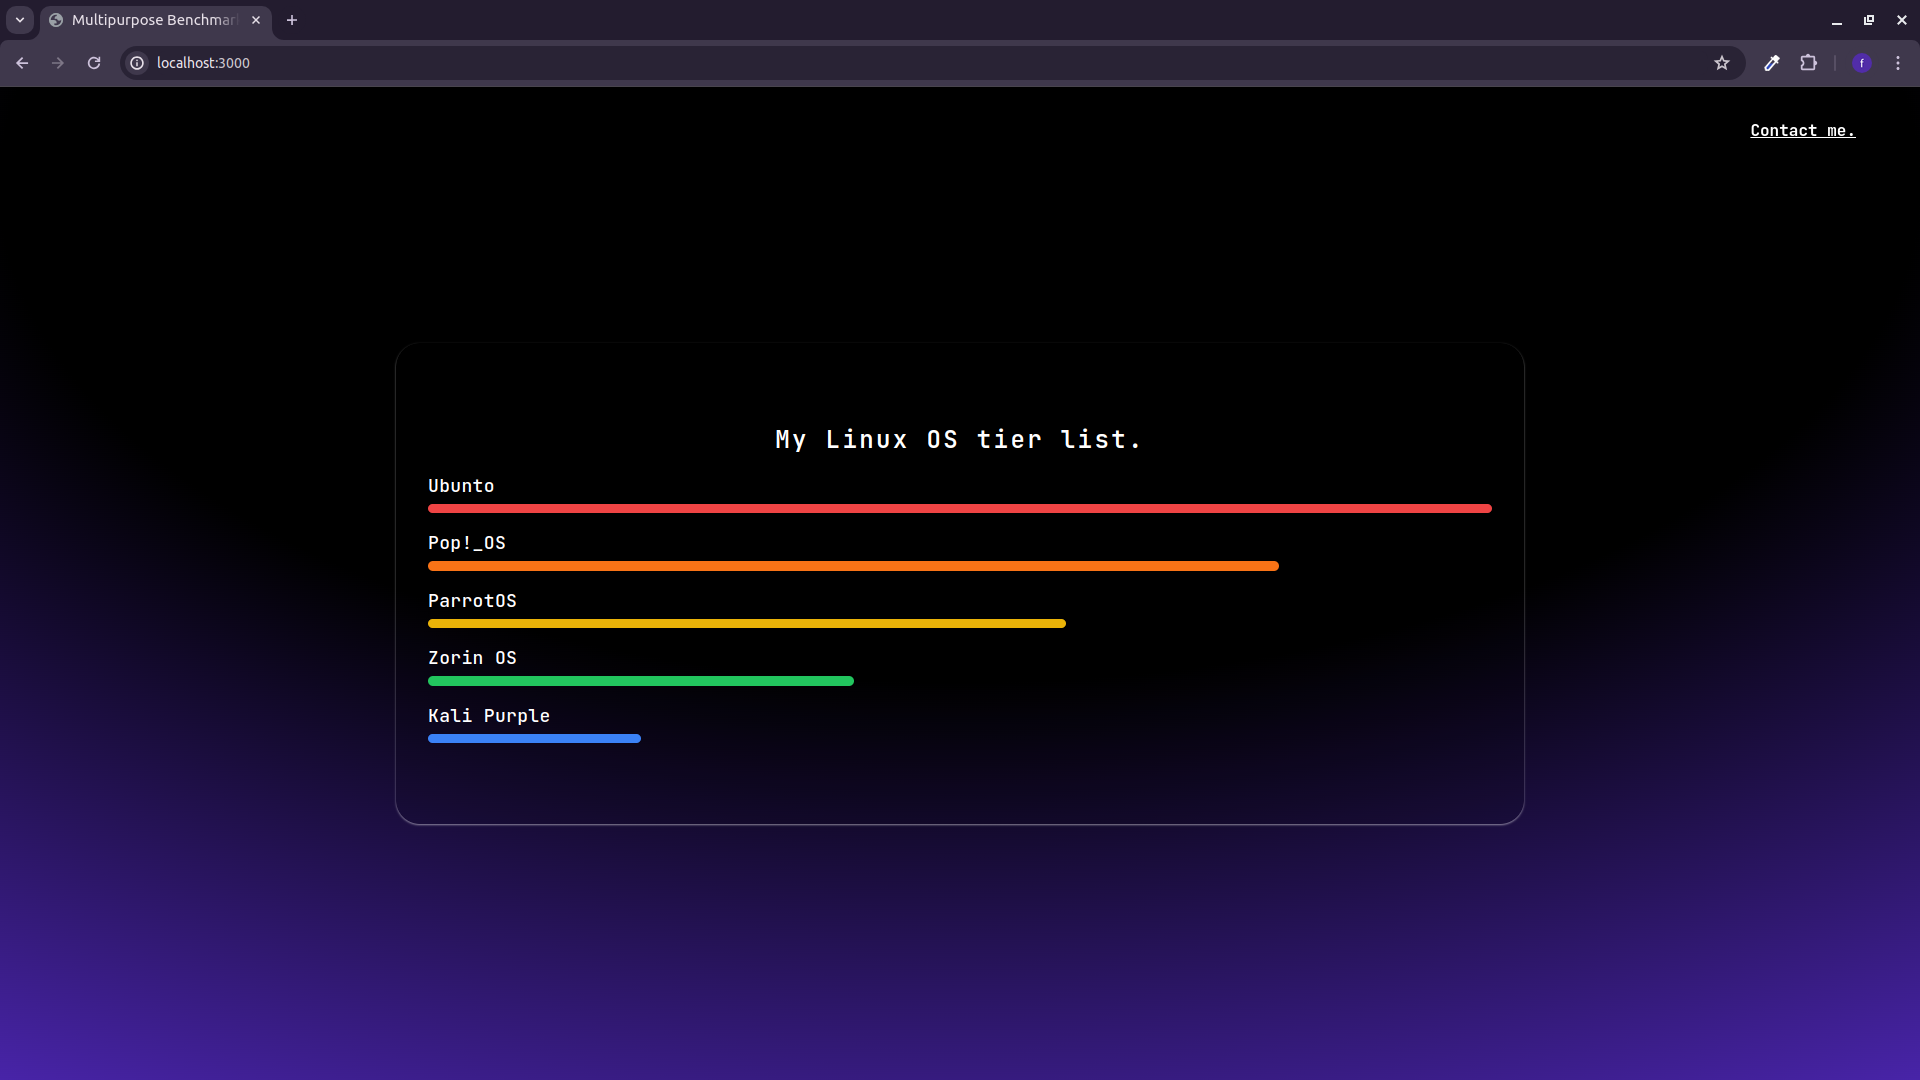 Multipurpose Benchmar
localhost:3000
f
Contact me.
My Linux OS tier list.
Ubunto
Pop!_OS
ParrotOS
Zorin OS
Kali Purple